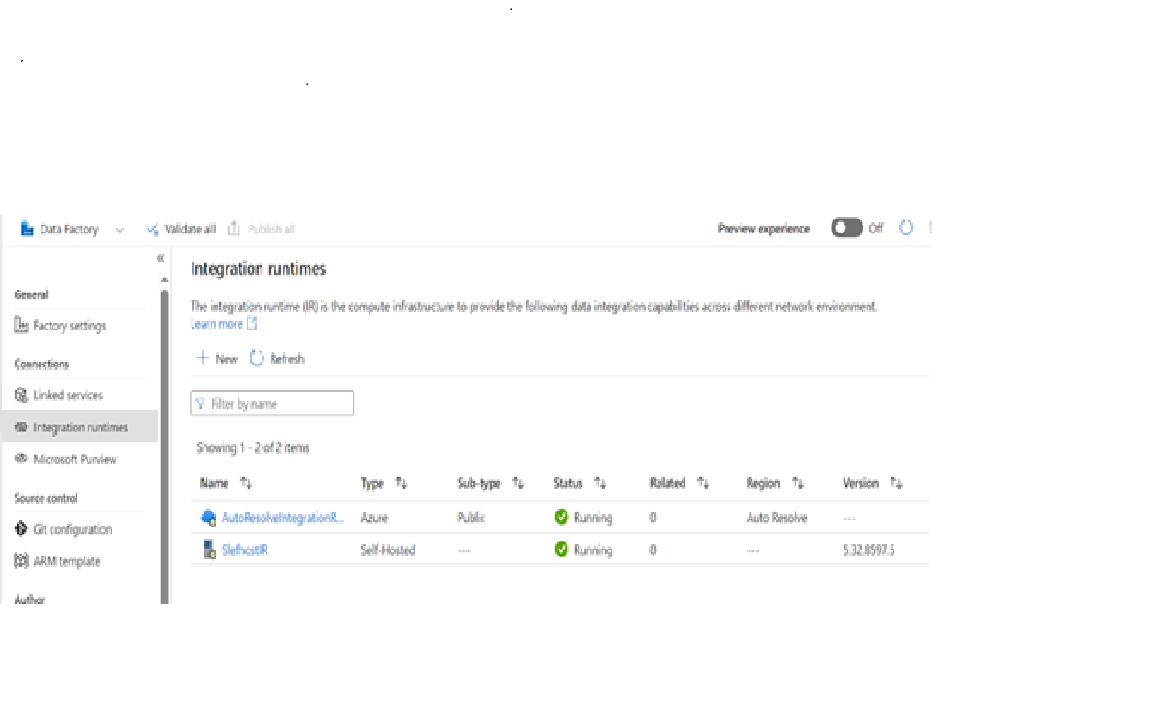 Data Factory
Validate all
Publish all
Preview experience
Off
Integration runtimes
The integration runtime (IR) is the compute infrastructure to provide the following data integration capabilities across different network environment.
Learn more
General
Factory settings
Connections
Linked services
Integration runtimes
Microsoft Purview
Source control
Git configuration
ARM template
Author
New
Refresh
Filter by name
Showing 1 - 2 of 2 items
Name Type Sub-type Status Related Region Version
AutoResolveIntegrationR... Azure Public Running 0 Auto Resolve ---
SlefhostIR Self-Hosted --- Running 0 --- 5.32.8597.5